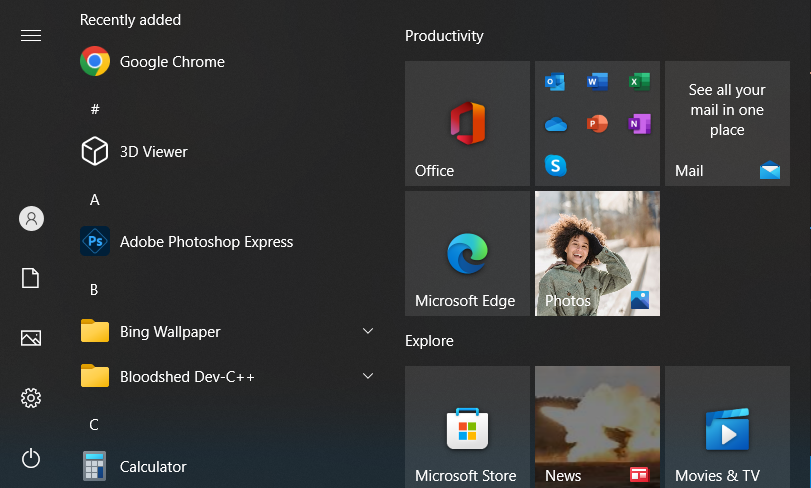 Recently added
Google Chrome
#
3D Viewer
A
Adobe Photoshop Express
B
Bing Wallpaper
Bloodshed Dev-C++
C
Calculator
Productivity
Office
See all your
mail in one
place
Mail
Microsoft Edge
Photos
Explore
Microsoft Store
News
Movies & TV
Ps
O
W
X
P
N
S